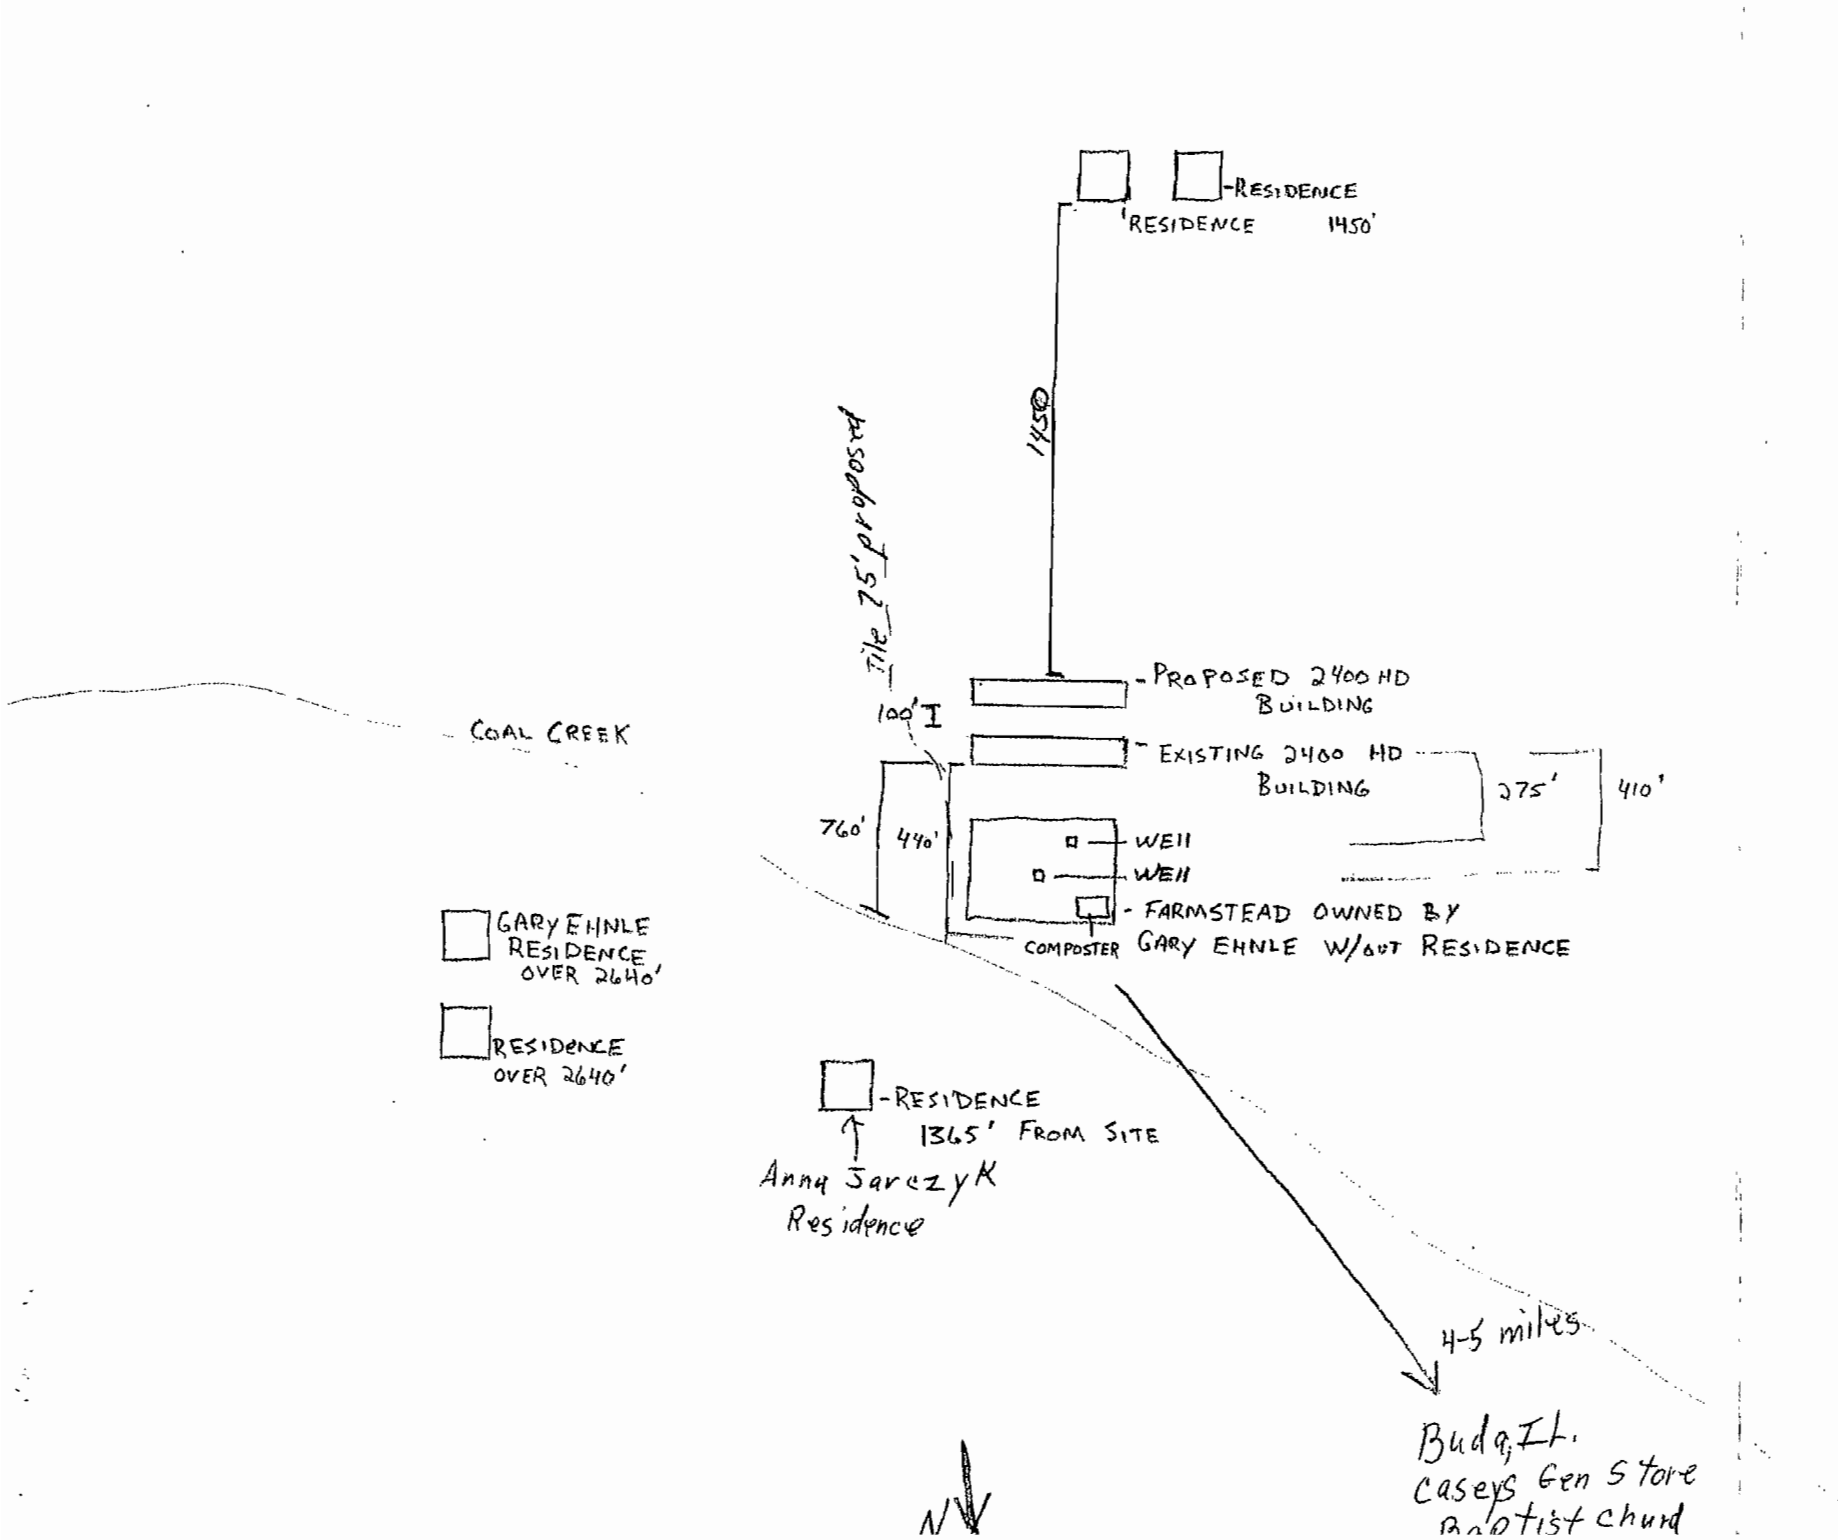 -RESIDENCE
RESIDENCE 1450'
1450
Tile 75' proposed
-PROPOSED 2400 HD
BUILDING
100'
COAL CREEK
-EXISTING 2400 HD
BUILDING
275'
410'
760'
440'
-WEll
-WEll
GARY EHNLE
RESIDENCE
OVER 2640'
-FARMSTEAD OWNED BY
GARY EHNLE W/OUT RESIDENCE
COMPOSTER
RESIDENCE
OVER 2640'
-RESIDENCE
1365' FROM SITE
Anna Jarczyk
Residence
4-5 miles
Buda, IL.
Caseys Gen Store
Baptist Churd
N